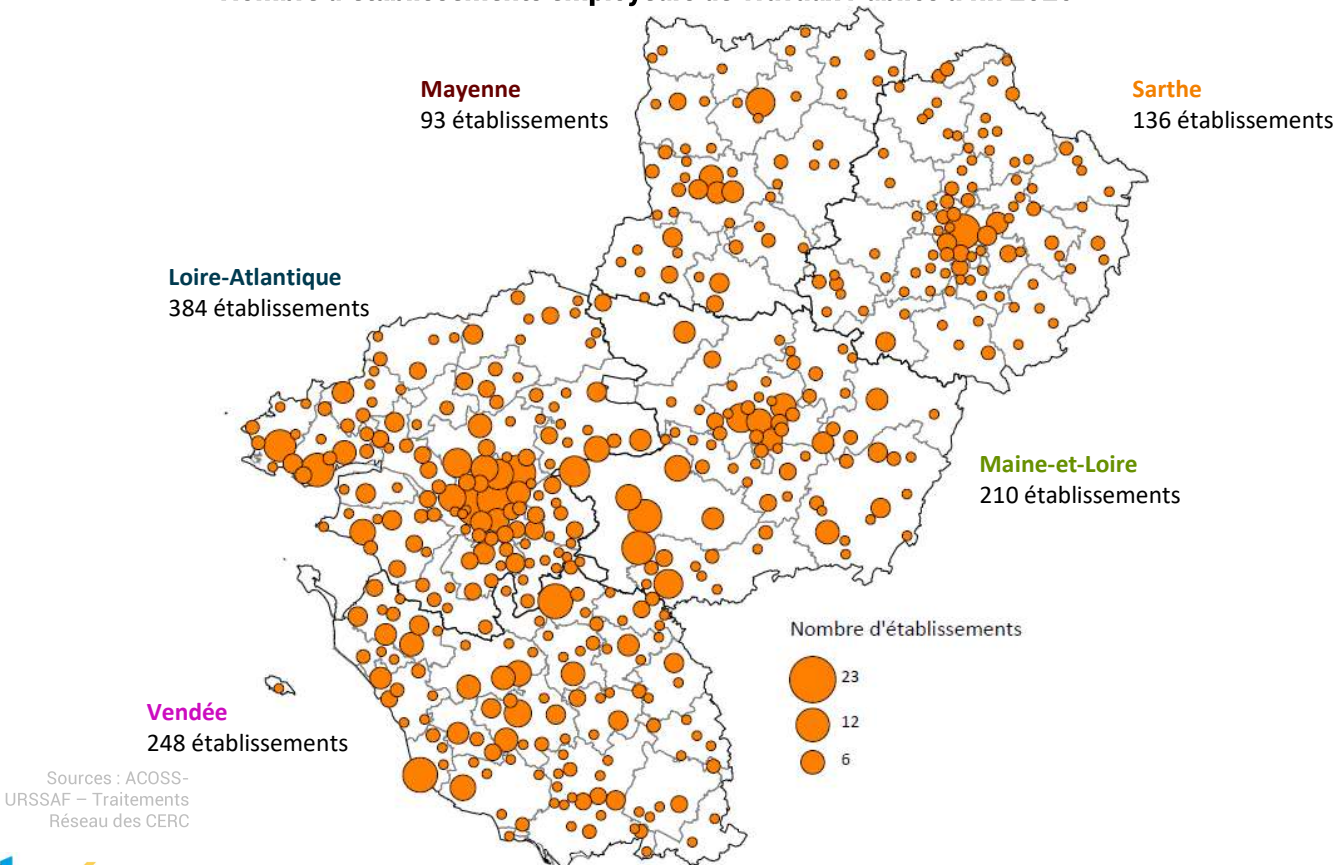 Mayenne
93 établissements
Sarthe
136 établissements
Loire-Atlantique
384 établissements
Maine-et-Loire
210 établissements
Nombre d'établissements
23
12
6
Vendée
248 établissements
Sources : ACOSS-
URSSAF – Traitements
Réseau des CERC